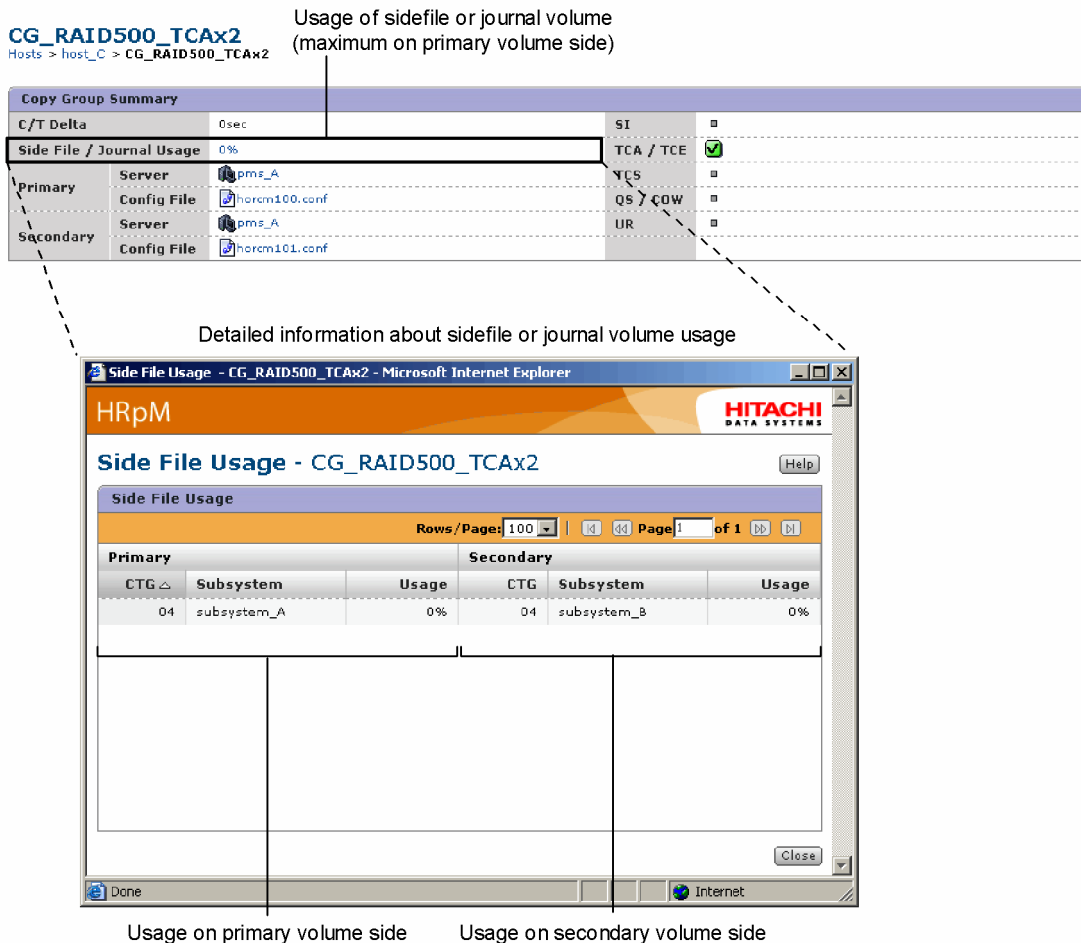 Usage of sidefile or journal volume
(maximum on primary volume side)
CG_RAID500_TCAx2
Hosts > host_C > CG_RAID500_TCAx2
Copy Group Summary
C/T Delta 0sec SI
Side File / Journal Usage 0% TCA / TCE
Primary Server pms_A TCS
Config File horcm100.conf QS / COW
Secondary Server pms_A UR
Config File horcm101.conf
Detailed information about sidefile or journal volume usage
Side File Usage - CG_RAID500_TCAx2 - Microsoft Internet Explorer
HRpM HITACHI
DATA SYSTEMS
Side File Usage - CG_RAID500_TCAx2 Help
Side File Usage
Rows/Page: 100 | Page 1 of 1
Primary Secondary
CTG Subsystem Usage CTG Subsystem Usage
04 subsystem_A 0% 04 subsystem_B 0%
Close
Done Internet
Usage on primary volume side Usage on secondary volume side